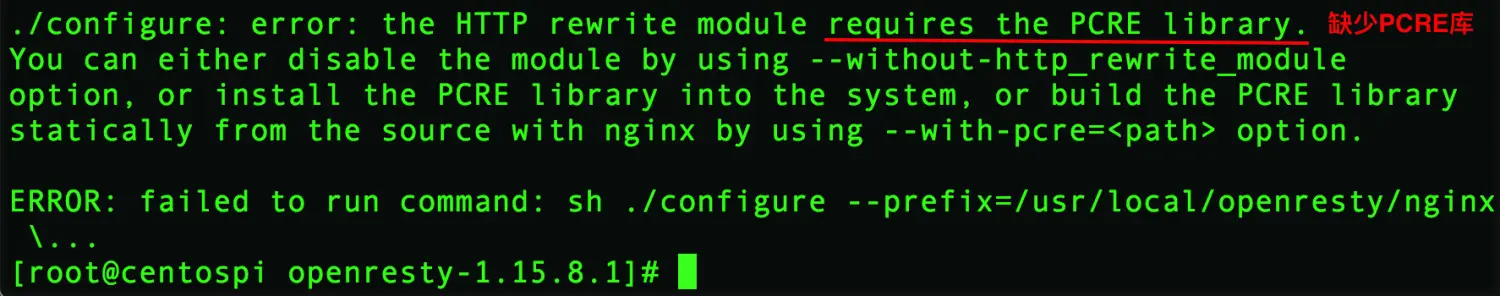 ./configure: error: the HTTP rewrite module requires the PCRE library. 缺少PCRE库
You can either disable the module by using --without-http_rewrite_module
option, or install the PCRE library into the system, or build the PCRE library
statically from the source with nginx by using --with-pcre=<path> option.
ERROR: failed to run command: sh ./configure --prefix=/usr/local/openresty/nginx
\...
[root@centospi openresty-1.15.8.1]#